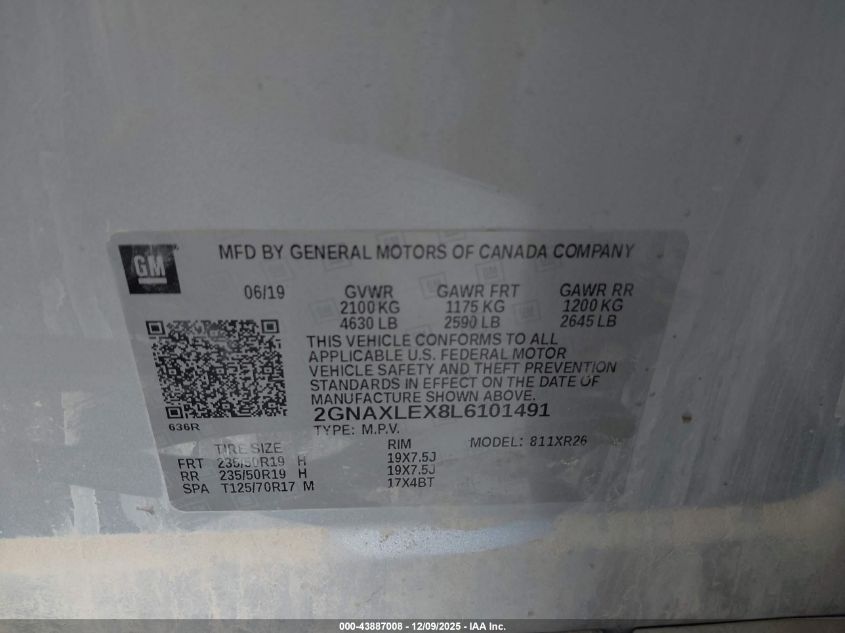 GM
MFD BY GENERAL MOTORS OF CANADA COMPANY
06/19 GVWR GAWR FRT GAWR RR
2100 KG 1175 KG 1200 KG
4630 LB 2590 LB 2645 LB
THIS VEHICLE CONFORMS TO ALL
APPLICABLE U.S. FEDERAL MOTOR
VEHICLE SAFETY AND THEFT PREVENTION
STANDARDS IN EFFECT ON THE DATE OF
MANUFACTURE SHOWN ABOVE.
2GNAXLEX8L6101491
636R
TYPE: M.P.V. MODEL: 811XR26
TIRE SIZE RIM
FRT 235/50R19 H 19X7.5J
RR 235/50R19 H 19X7.5J
SPA T125/70R17 M 17X4BT
000-43887008 - 12/09/2025 - IAA Inc.